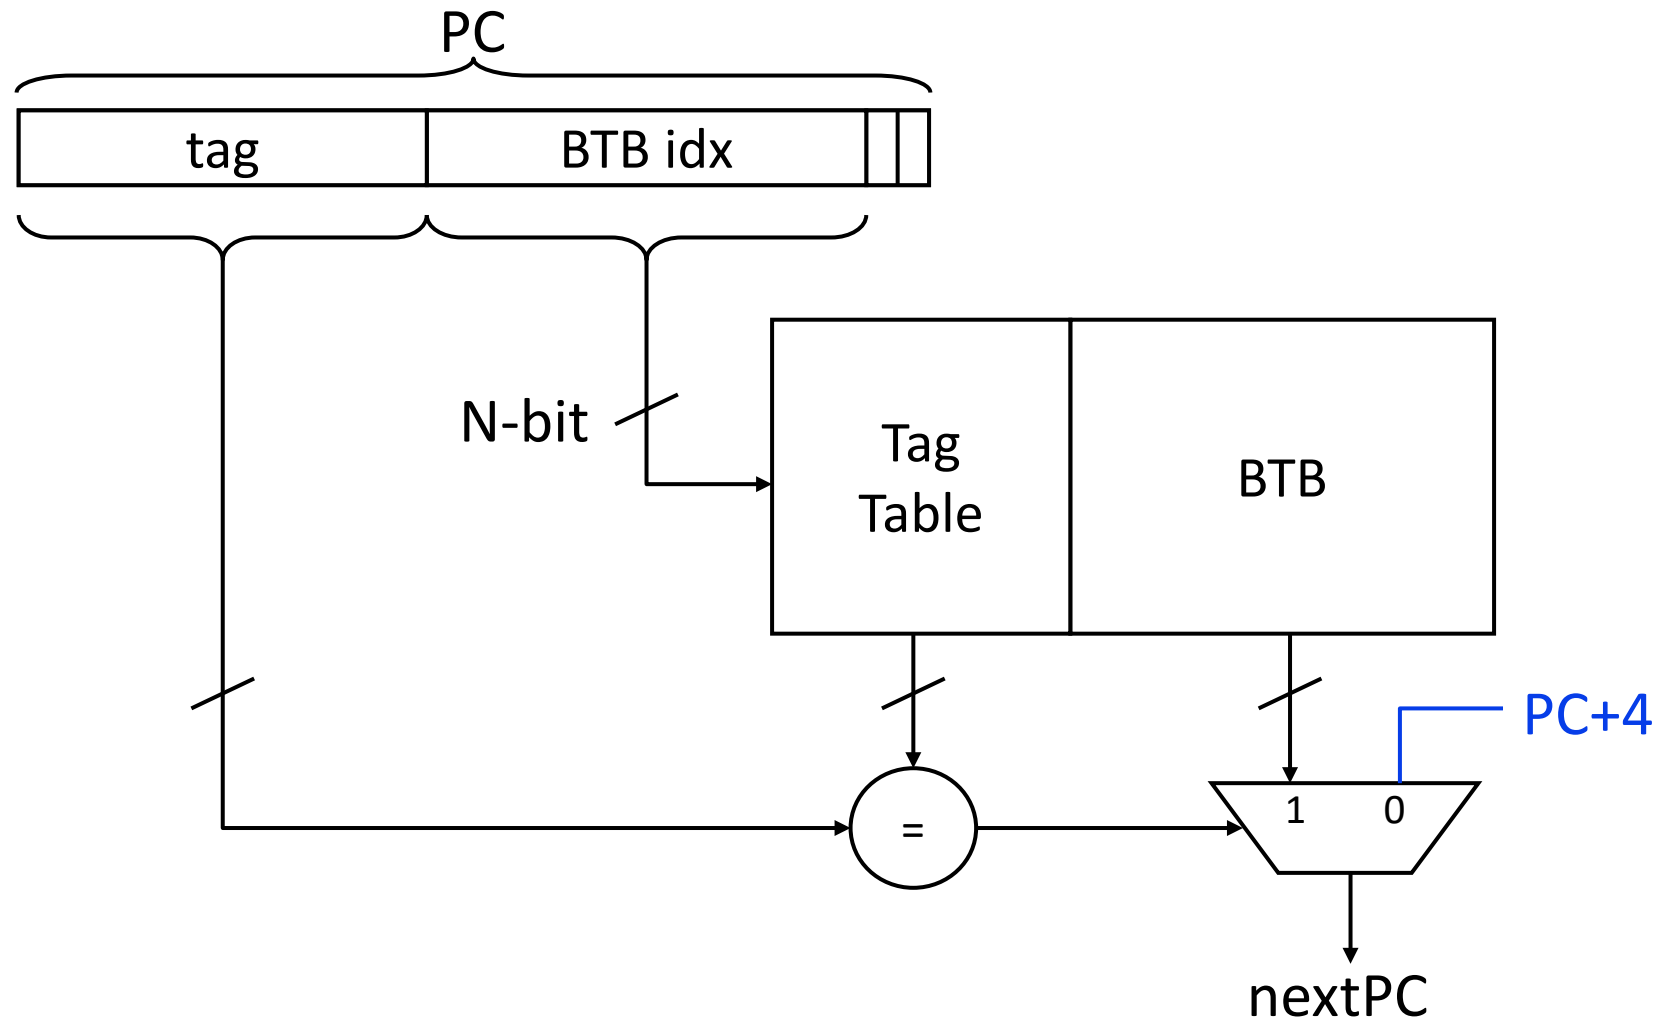 PC
tag
BTB idx
N-bit
Tag
Table
BTB
PC+4
1
0
=
nextPC